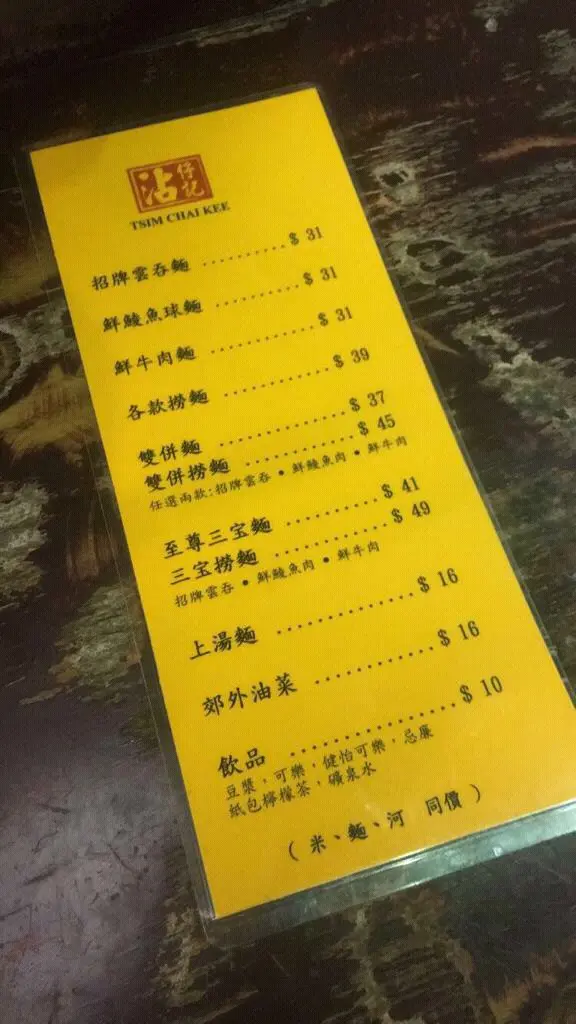 沾仔記
TSIM CHAI KEE
招牌雲吞麵 ........... $ 31
鮮鯪魚球麵 ........... $ 31
鮮牛肉麵 ............. $ 31
各款撈麵 ............. $ 39
雙併麵 ................ $ 37
雙併撈麵 ............. $ 45
任選兩款:招牌雲吞 ● 鮮鯪魚肉 ● 鮮牛肉
至尊三宝麵 .......... $ 41
三宝撈麵 ............. $ 49
招牌雲吞 ● 鮮鯪魚肉 ● 鮮牛肉
上湯麵 ................ $ 16
郊外油菜 ............. $ 16
飲品 ................... $ 10
豆漿，可樂，健怡可樂，忌廉
紙包檸檬茶，礦泉水
( 米、麵、河 同價 )